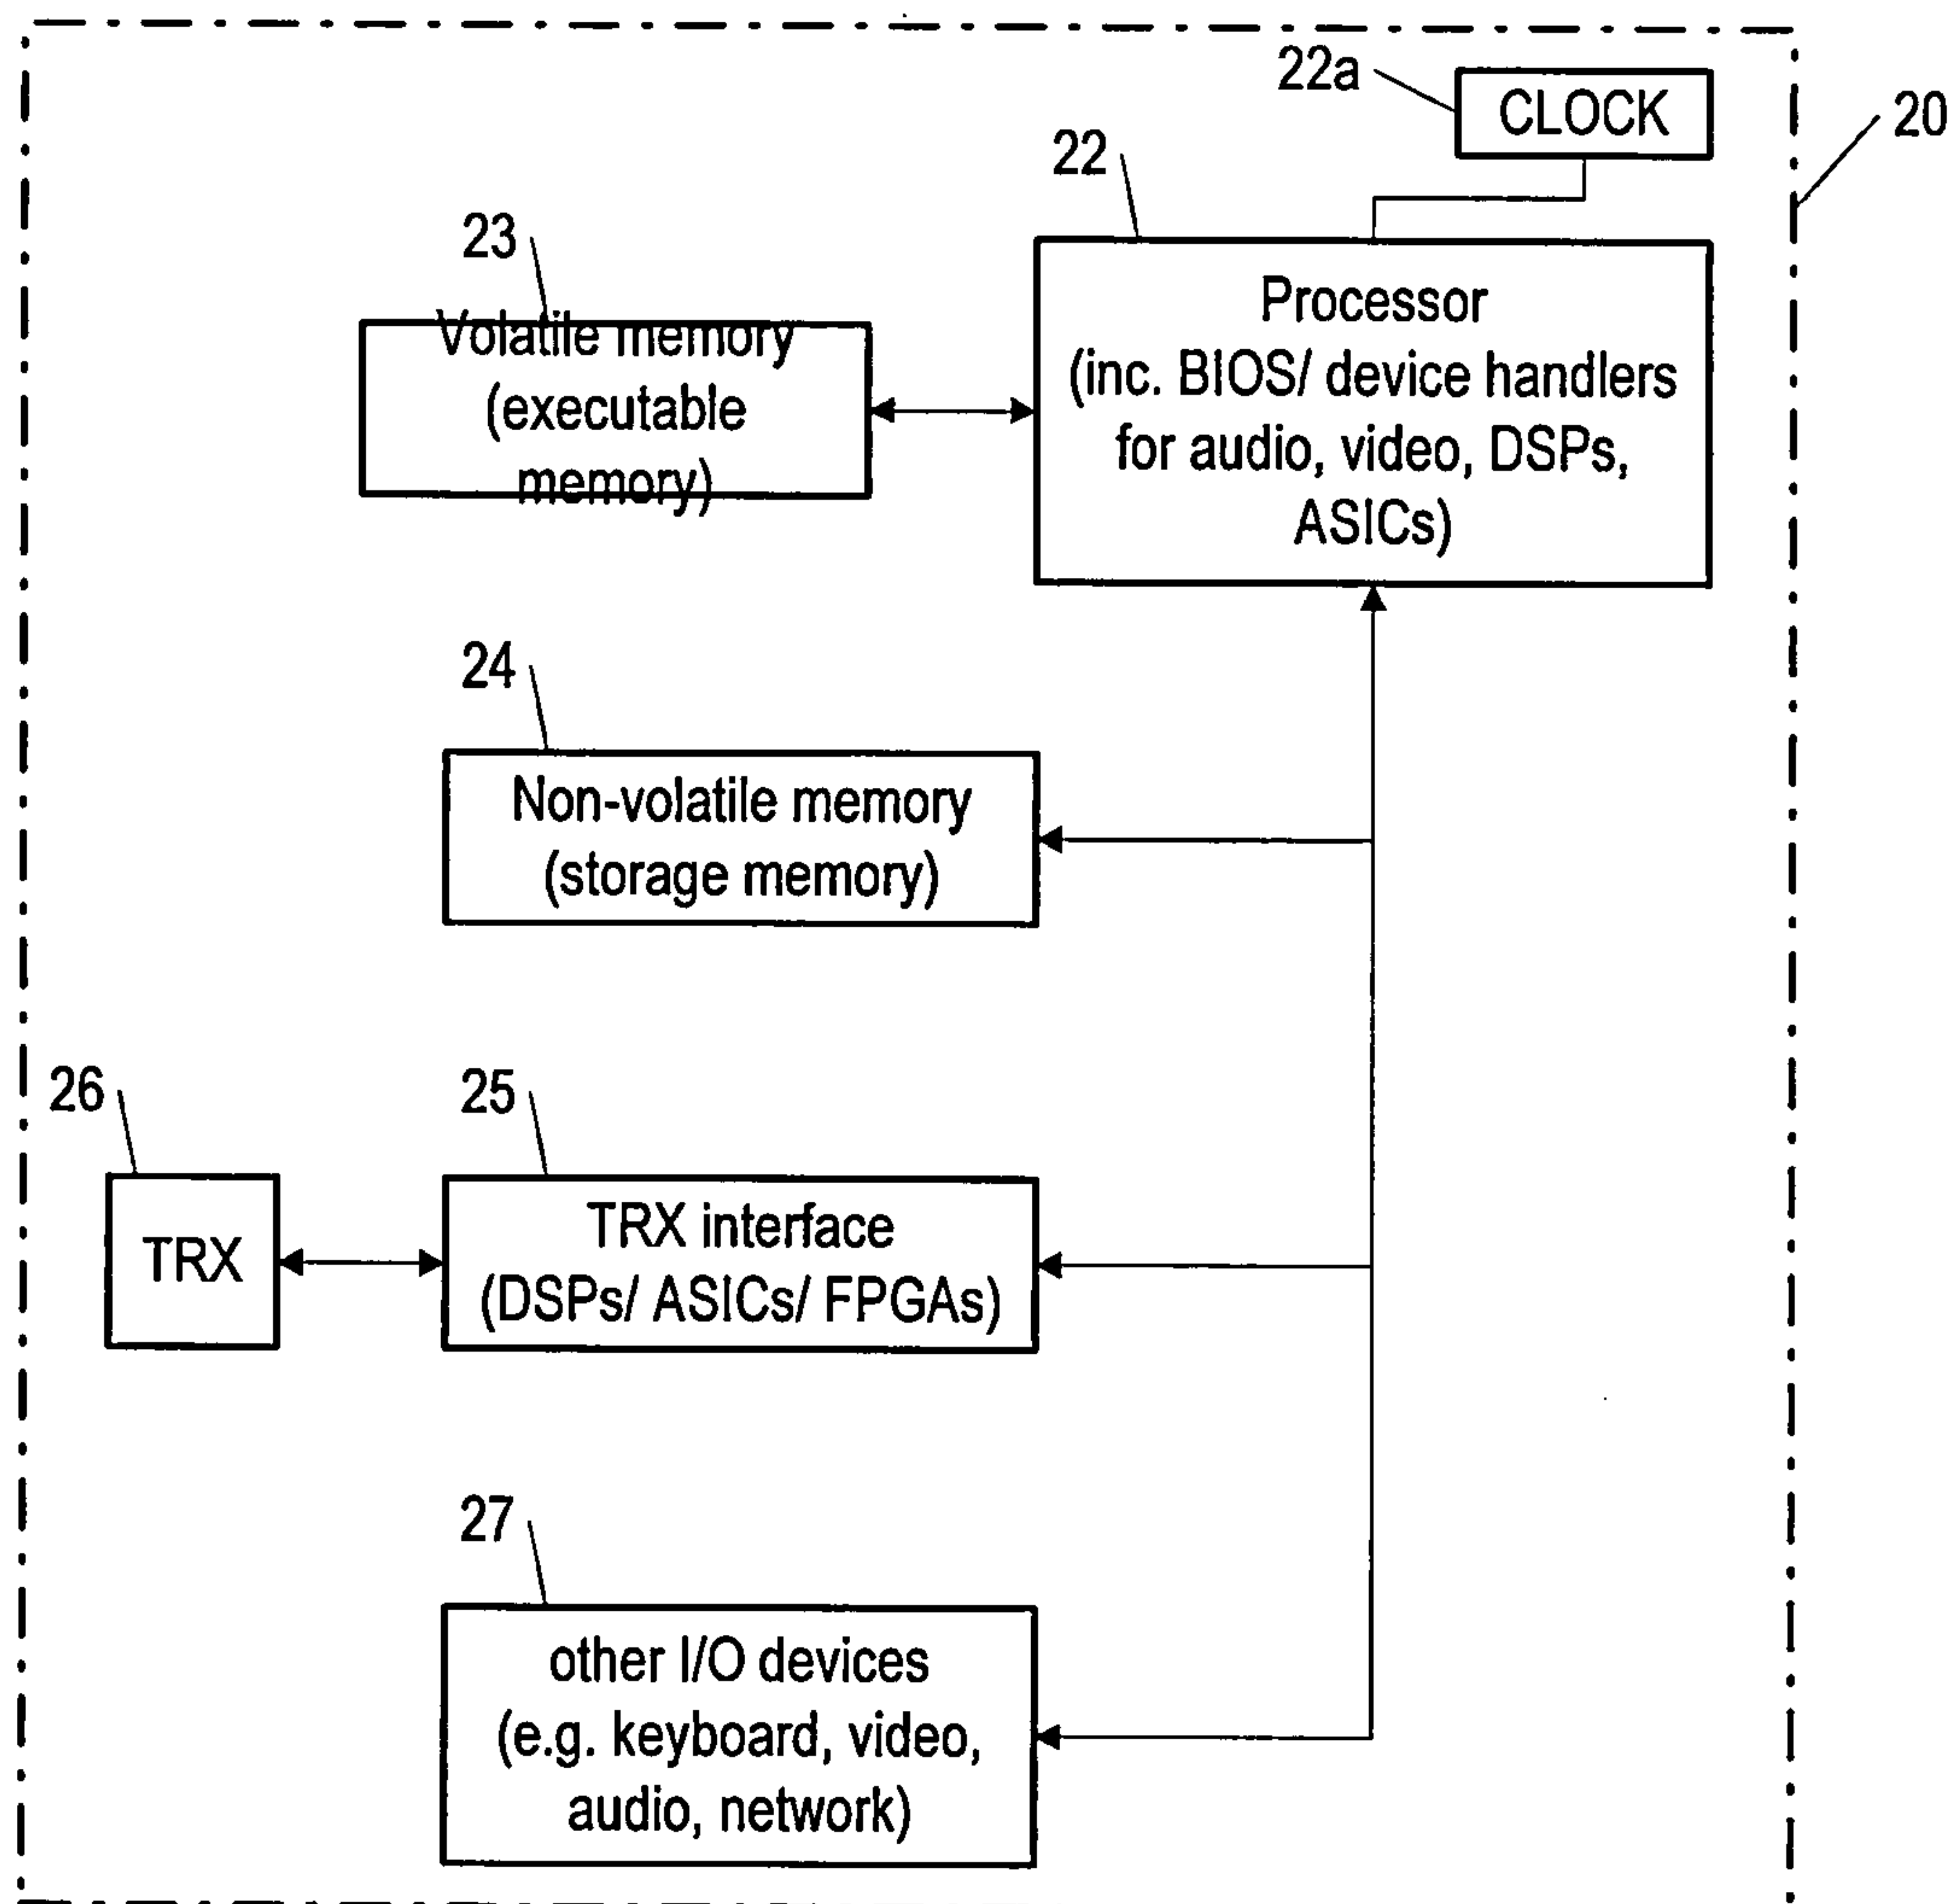 22a
CLOCK
20
22
23
Processor
(inc. BIOS/ device handlers
for audio, video, DSPs,
ASICs)
Volatile memory
(executable
memory)
24
Non-volatile memory
(storage memory)
26
25
TRX
TRX interface
(DSPs/ ASICs/ FPGAs)
27
other I/O devices
(e.g. keyboard, video,
audio, network)